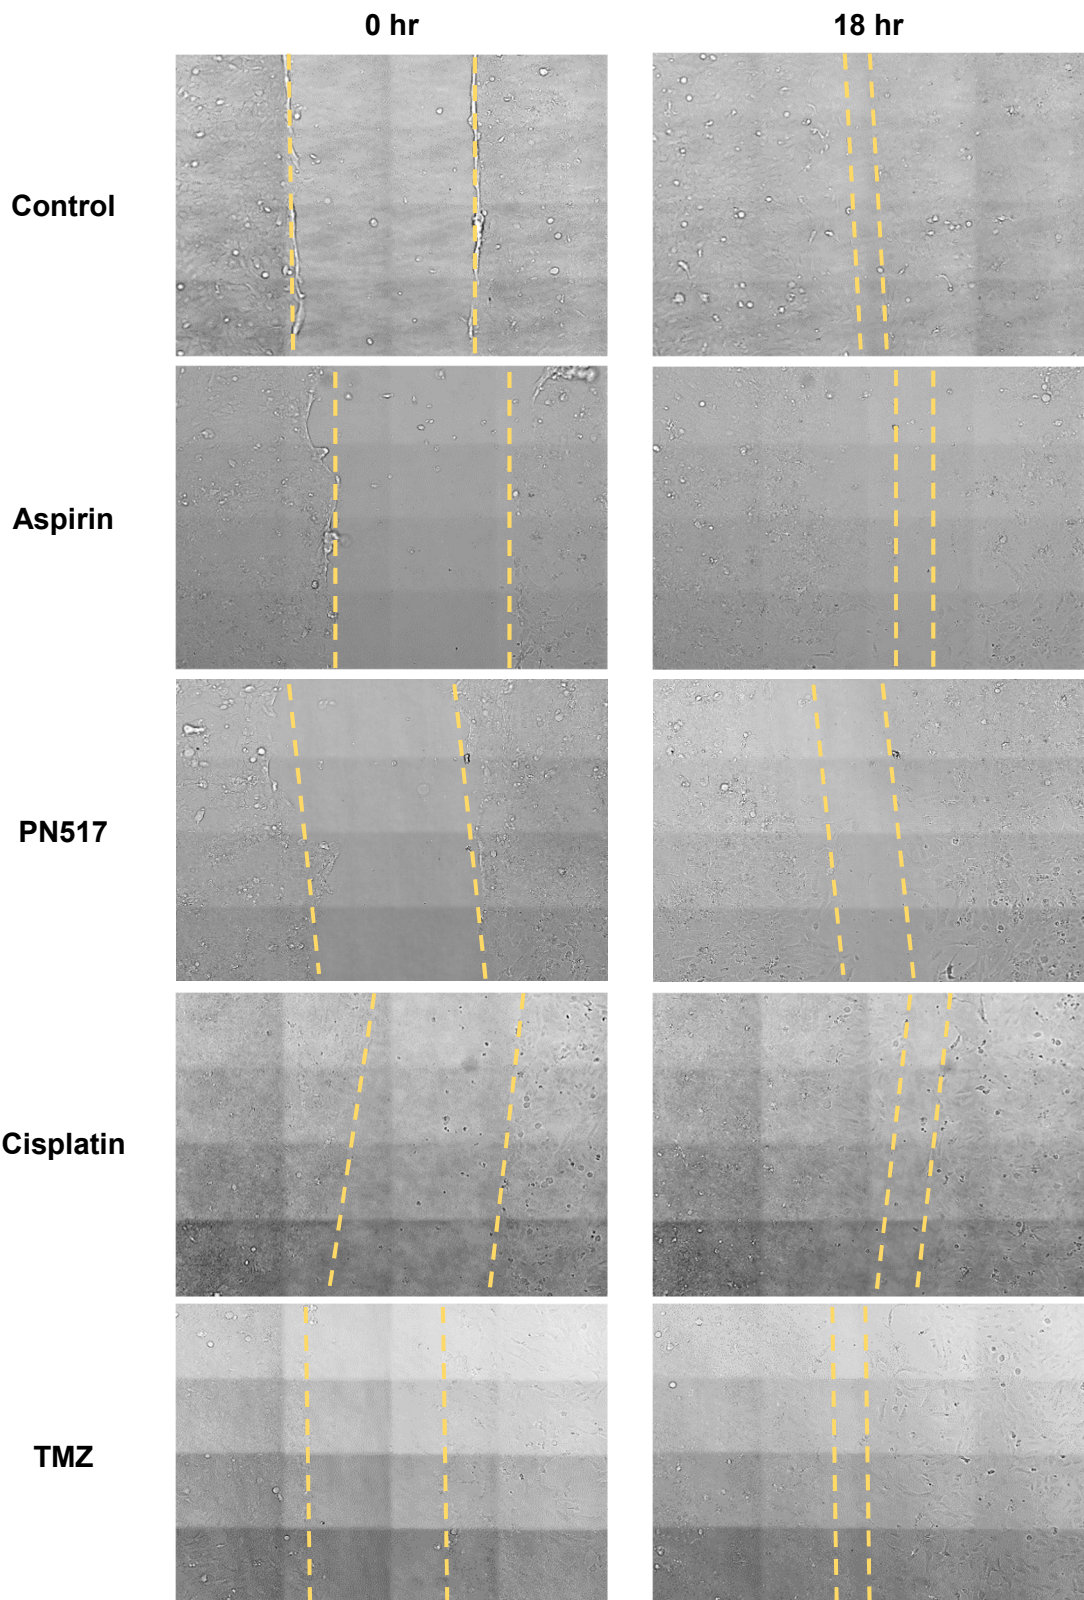 0 hr
18 hr
Control
Aspirin
PN517
Cisplatin
TMZ